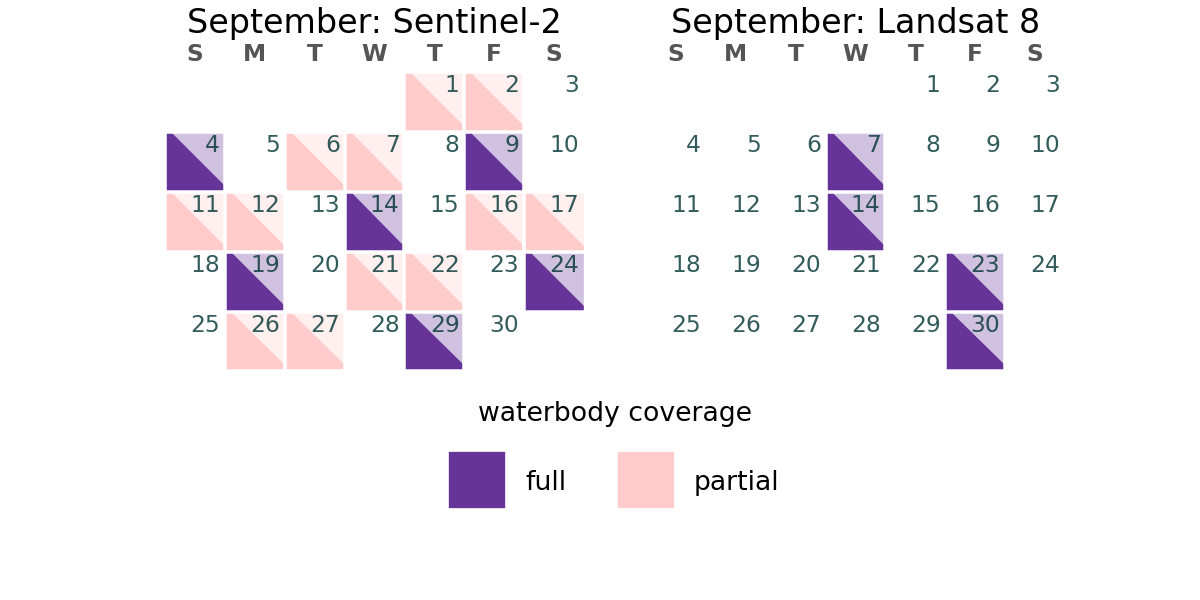 September: Sentinel-2
S M T W T F S
1 2 3
4 5 6 7 8 9 10
11 12 13 14 15 16 17
18 19 20 21 22 23 24
25 26 27 28 29 30
September: Landsat 8
S M T W T F S
1 2 3
4 5 6 7 8 9 10
11 12 13 14 15 16 17
18 19 20 21 22 23 24
25 26 27 28 29 30
waterbody coverage
full partial